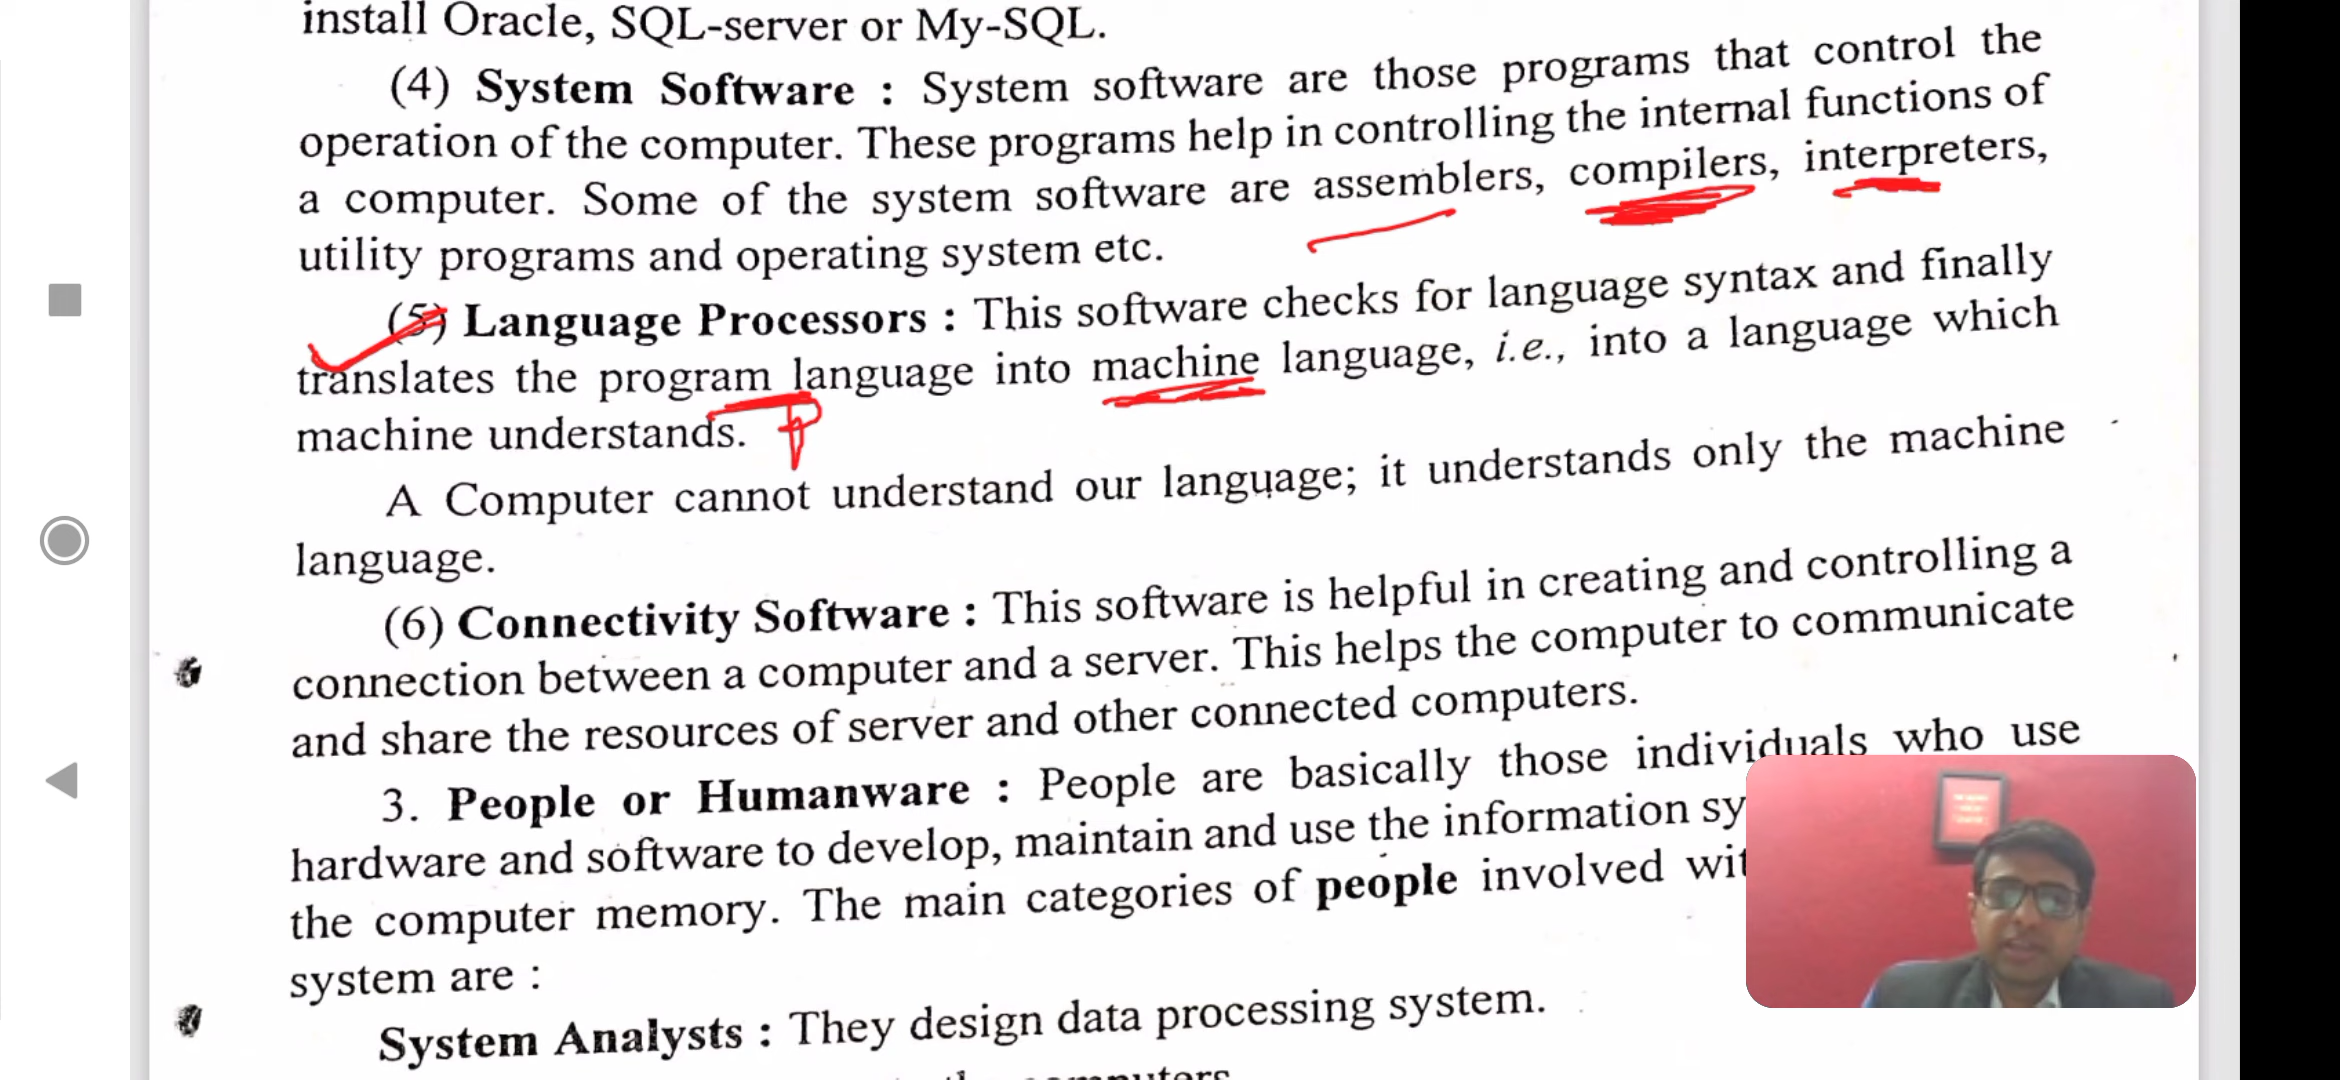 install Oracle, SQL-server or My-SQL.
(4) System Software : System software are those programs that control the
operation of the computer. These programs help in controlling the internal functions of
a computer. Some of the system software are assemblers, compilers, interpreters,
utility programs and operating system etc.
(5) Language Processors : This software checks for language syntax and finally
translates the program language into machine language, i.e., into a language which
machine understands.
A Computer cannot understand our language; it understands only the machine
language.
(6) Connectivity Software : This software is helpful in creating and controlling a
connection between a computer and a server. This helps the computer to communicate
and share the resources of server and other connected computers.
3. People or Humanware : People are basically those individuals who use
hardware and software to develop, maintain and use the information
the computer memory. The main categories of people involved
system are :
System Analysts : They design data processing system.